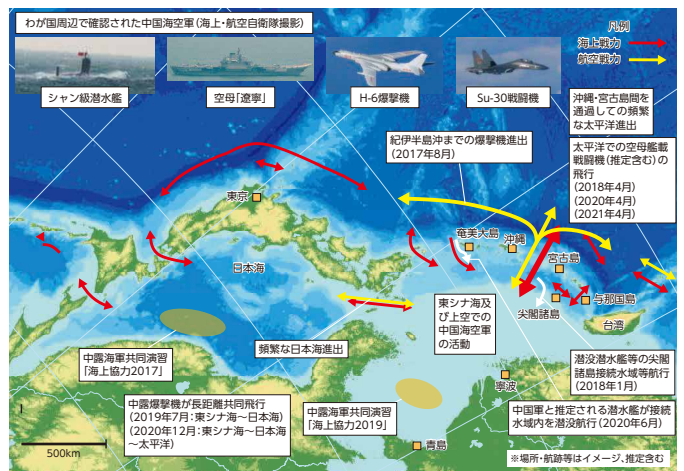 わが国周辺で確認された中国海空軍（海上・航空自衛隊撮影）
シャン級潜水艦
空母「遼寧」
H-6爆撃機
Su-30戦闘機
凡例
海上戦力
航空戦力
沖縄・宮古島間を
通過しての頻繁
な太平洋進出
紀伊半島沖までの爆撃機進出
（2017年8月）
太平洋での空母艦載
戦闘機（推定含む）の
飛行
（2018年4月）
（2020年4月）
（2021年4月）
東京
奄美大島
沖縄
宮古島
日本海
与那国島
尖閣諸島
台湾
東シナ海及
び上空での
中国海空軍
の活動
頻繁な日本海進出
中露海軍共同演習
「海上協力2017」
潜没潜水艦等の尖閣
諸島接続水域等航行
（2018年1月）
寧波
中露爆撃機が長距離共同飛行
（2019年7月：東シナ海～日本海）
（2020年12月：東シナ海～日本海
～太平洋）
中露海軍共同演習
「海上協力2019」
中国軍と推定される潜水艦が接続
水域内を潜没航行（2020年6月）
青島
500km
※場所・航跡等はイメージ、推定含む